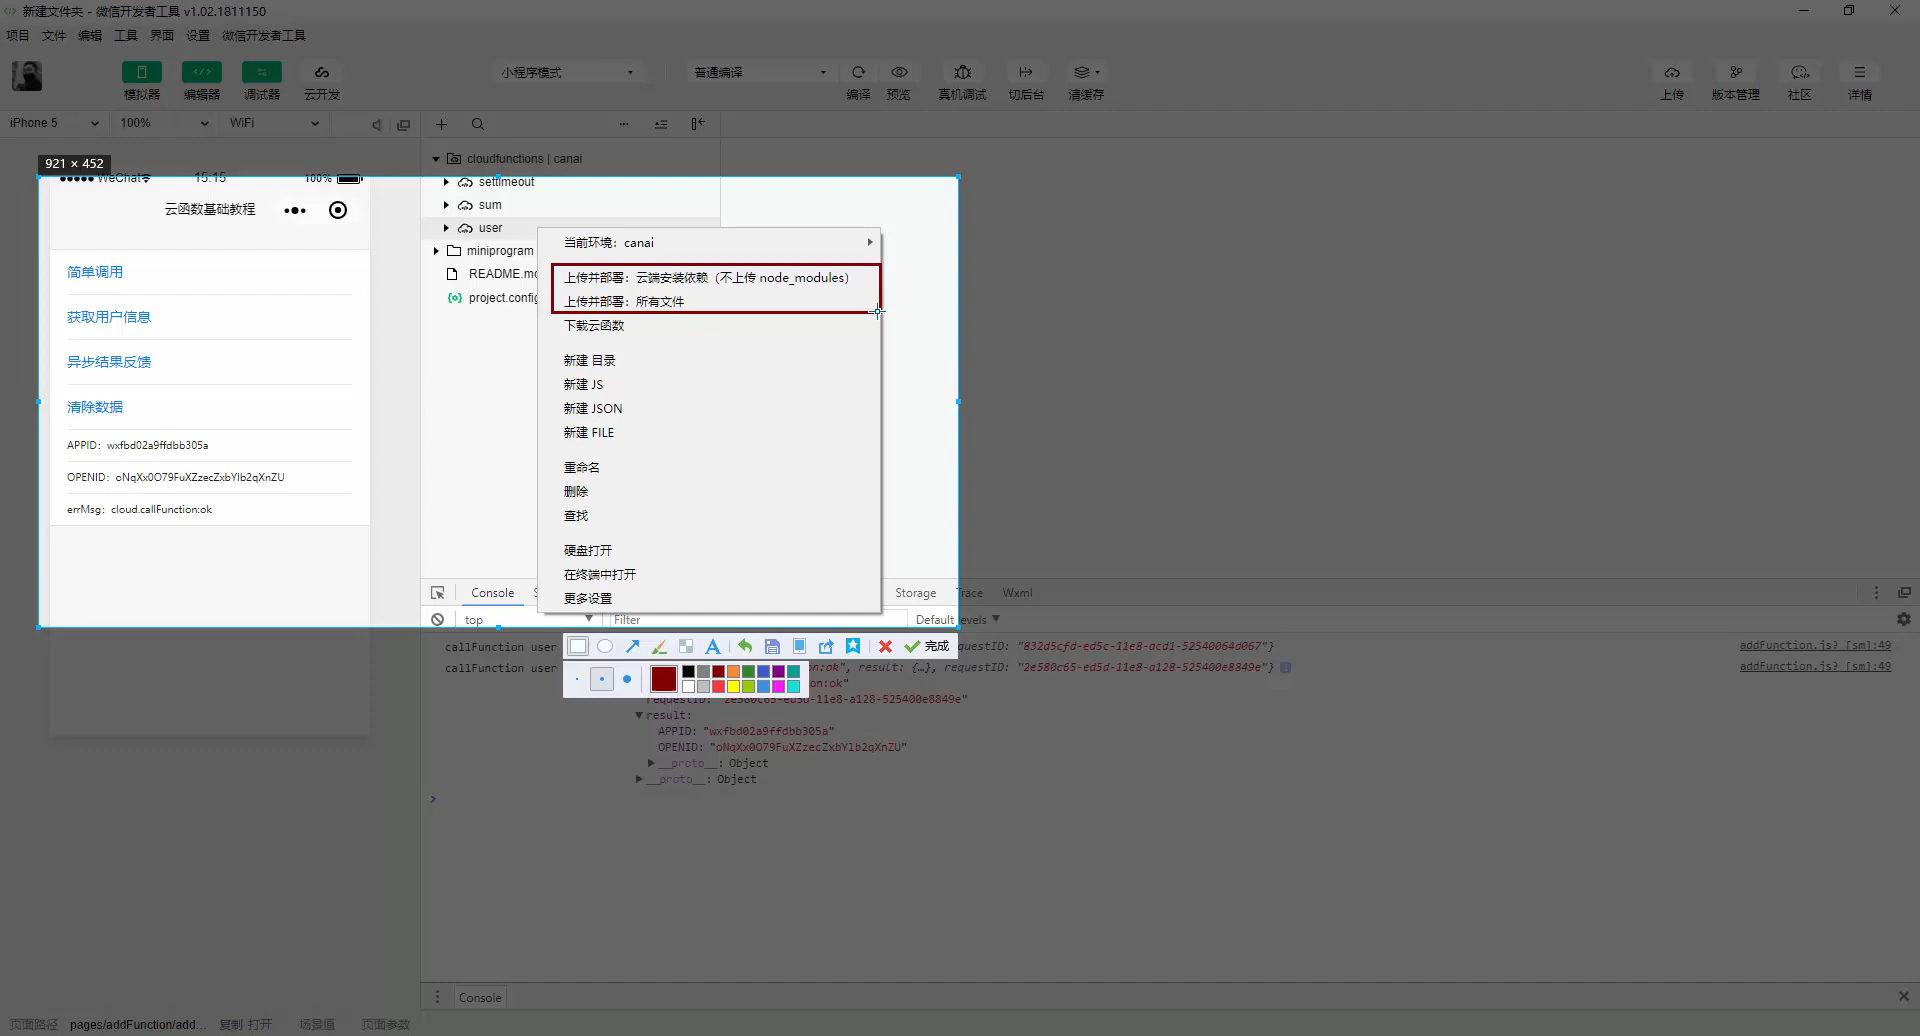 新建文件夹 - 微信开发者工具 v1.02.1811150
项目 文件 编辑 工具 界面 设置 微信开发者工具
小程序模式 普通编译
模拟器 编辑器 调试器 云开发 编译 预览 真机调试 切后台 清缓存 上传 版本管理 社区 详情
iPhone 5 100% WiFi
921 × 452
WeChat 15:15 100%
云函数基础教程
简单调用
获取用户信息
异步结果反馈
清除数据
APPID：wxfbd02a9ffdbb305a
OPENID：oNqXx0O79FuXZzecZxbYlb2qXnZU
errMsg：cloud.callFunction:ok
cloudfunctions | canai
settimeout
sum
user
miniprogram
README.md
project.config
当前环境：canai
上传并部署：云端安装依赖（不上传 node_modules）
上传并部署：所有文件
下载云函数
新建 目录
新建 JS
新建 JSON
新建 FILE
重命名
删除
查找
硬盘打开
在终端中打开
更多设置
Console Storage Trace Wxml
top Filter Default levels
完成
callFunction user requestID: "832d5cfd-ed5c-11e8-acd1-52540064d067"} addFunction.js? [sm]:49
callFunction user on:ok", result: {…}, requestID: "2e580c65-ed5d-11e8-a128-525400e8849e"} addFunction.js? [sm]:49
on:ok"
requestID: "2e580c65-ed5d-11e8-a128-525400e8849e"
result:
APPID: "wxfbd02a9ffdbb305a"
OPENID: "oNqXx0O79FuXZzecZxbYlb2qXnZU"
__proto__: Object
__proto__: Object
Console
页面路径 pages/addFunction/add... 复制 打开 场景值 页面参数